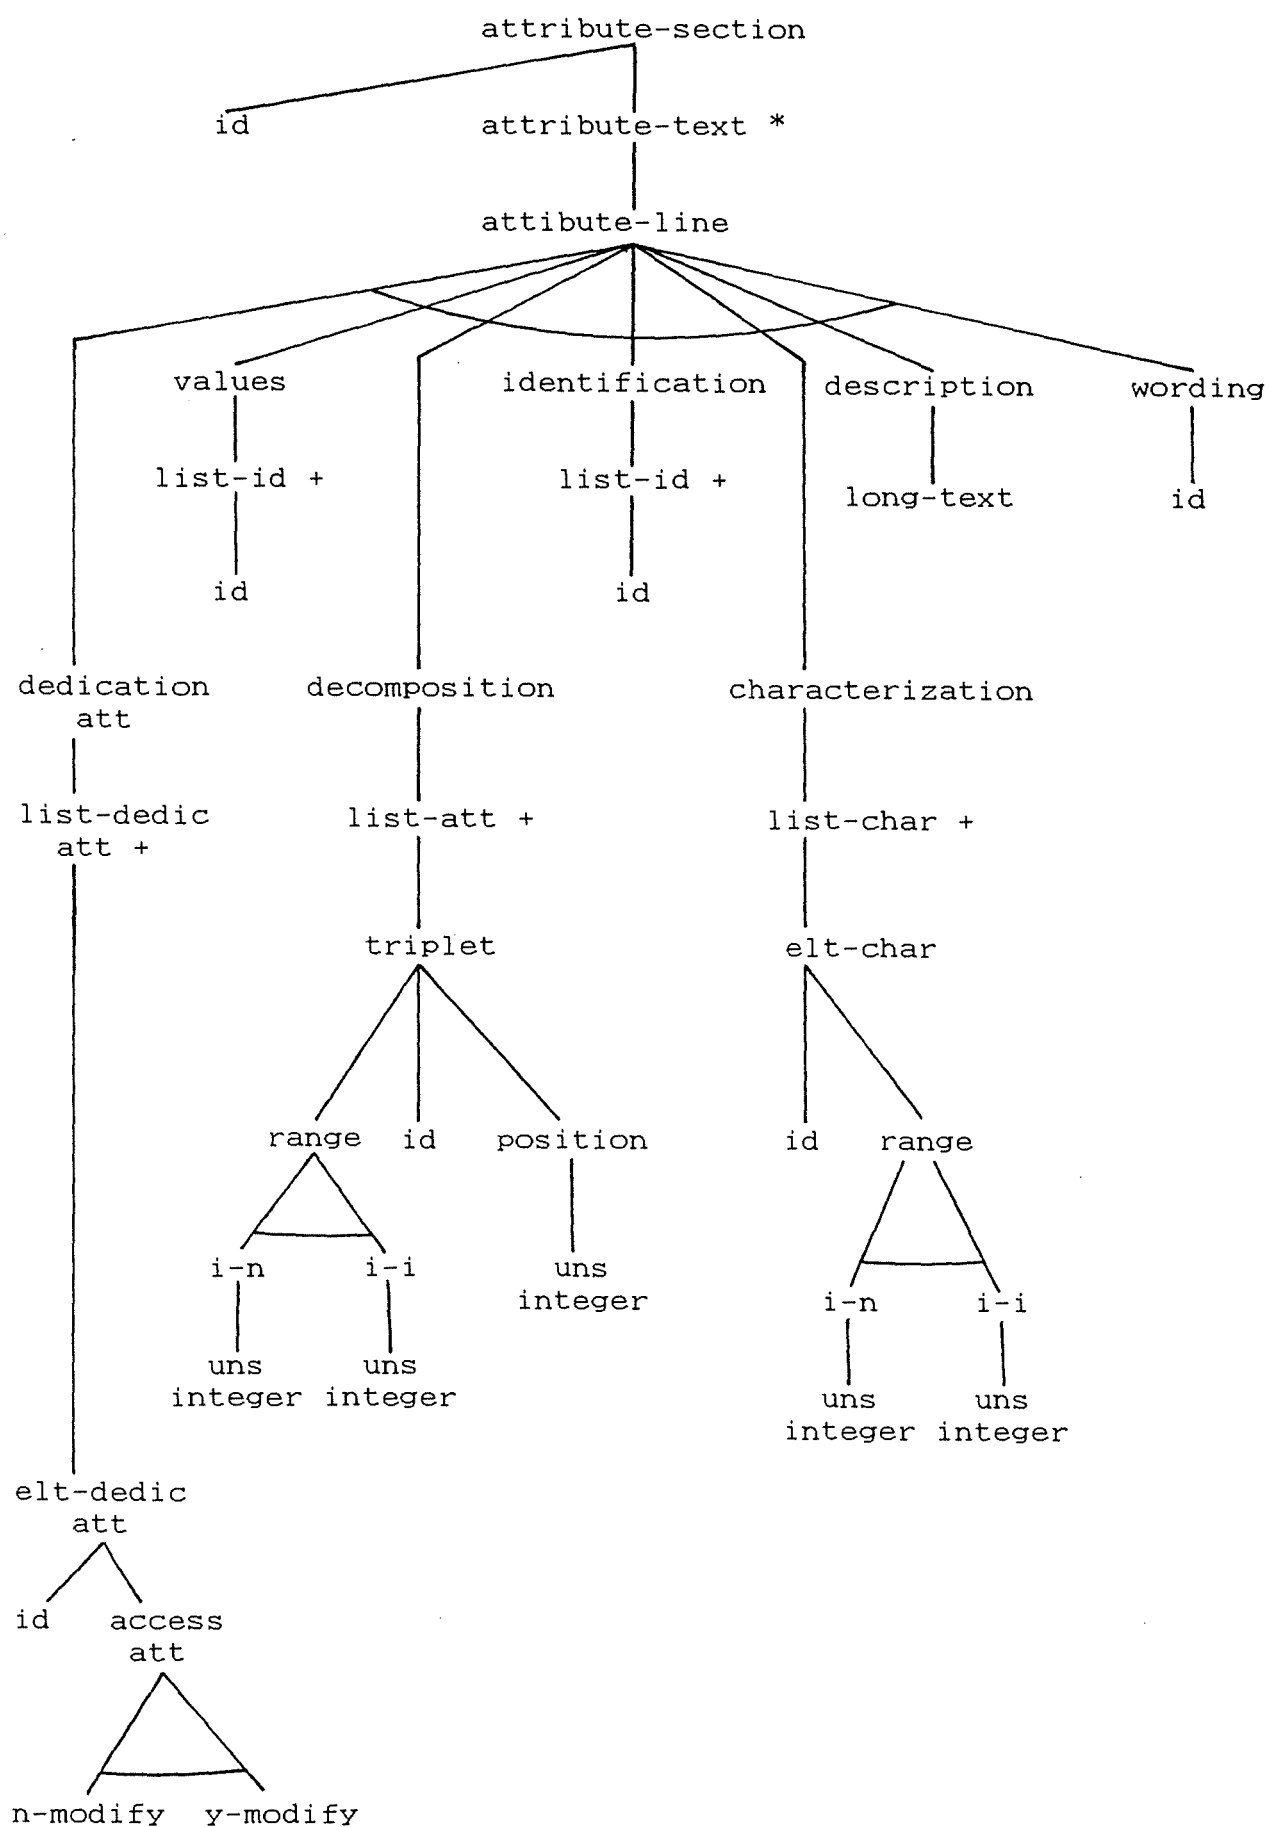 attribute-section
id attribute-text *
attibute-line
values identification description wording
list-id + list-id + long-text id
id id
dedication decomposition characterization
att
list-dedic list-att + list-char +
att +
triplet elt-char
range id position id range
i-n i-i uns
integer
i-n i-i
uns uns
integer integer
uns uns
integer integer
elt-dedic
att
id access
att
n-modify y-modify